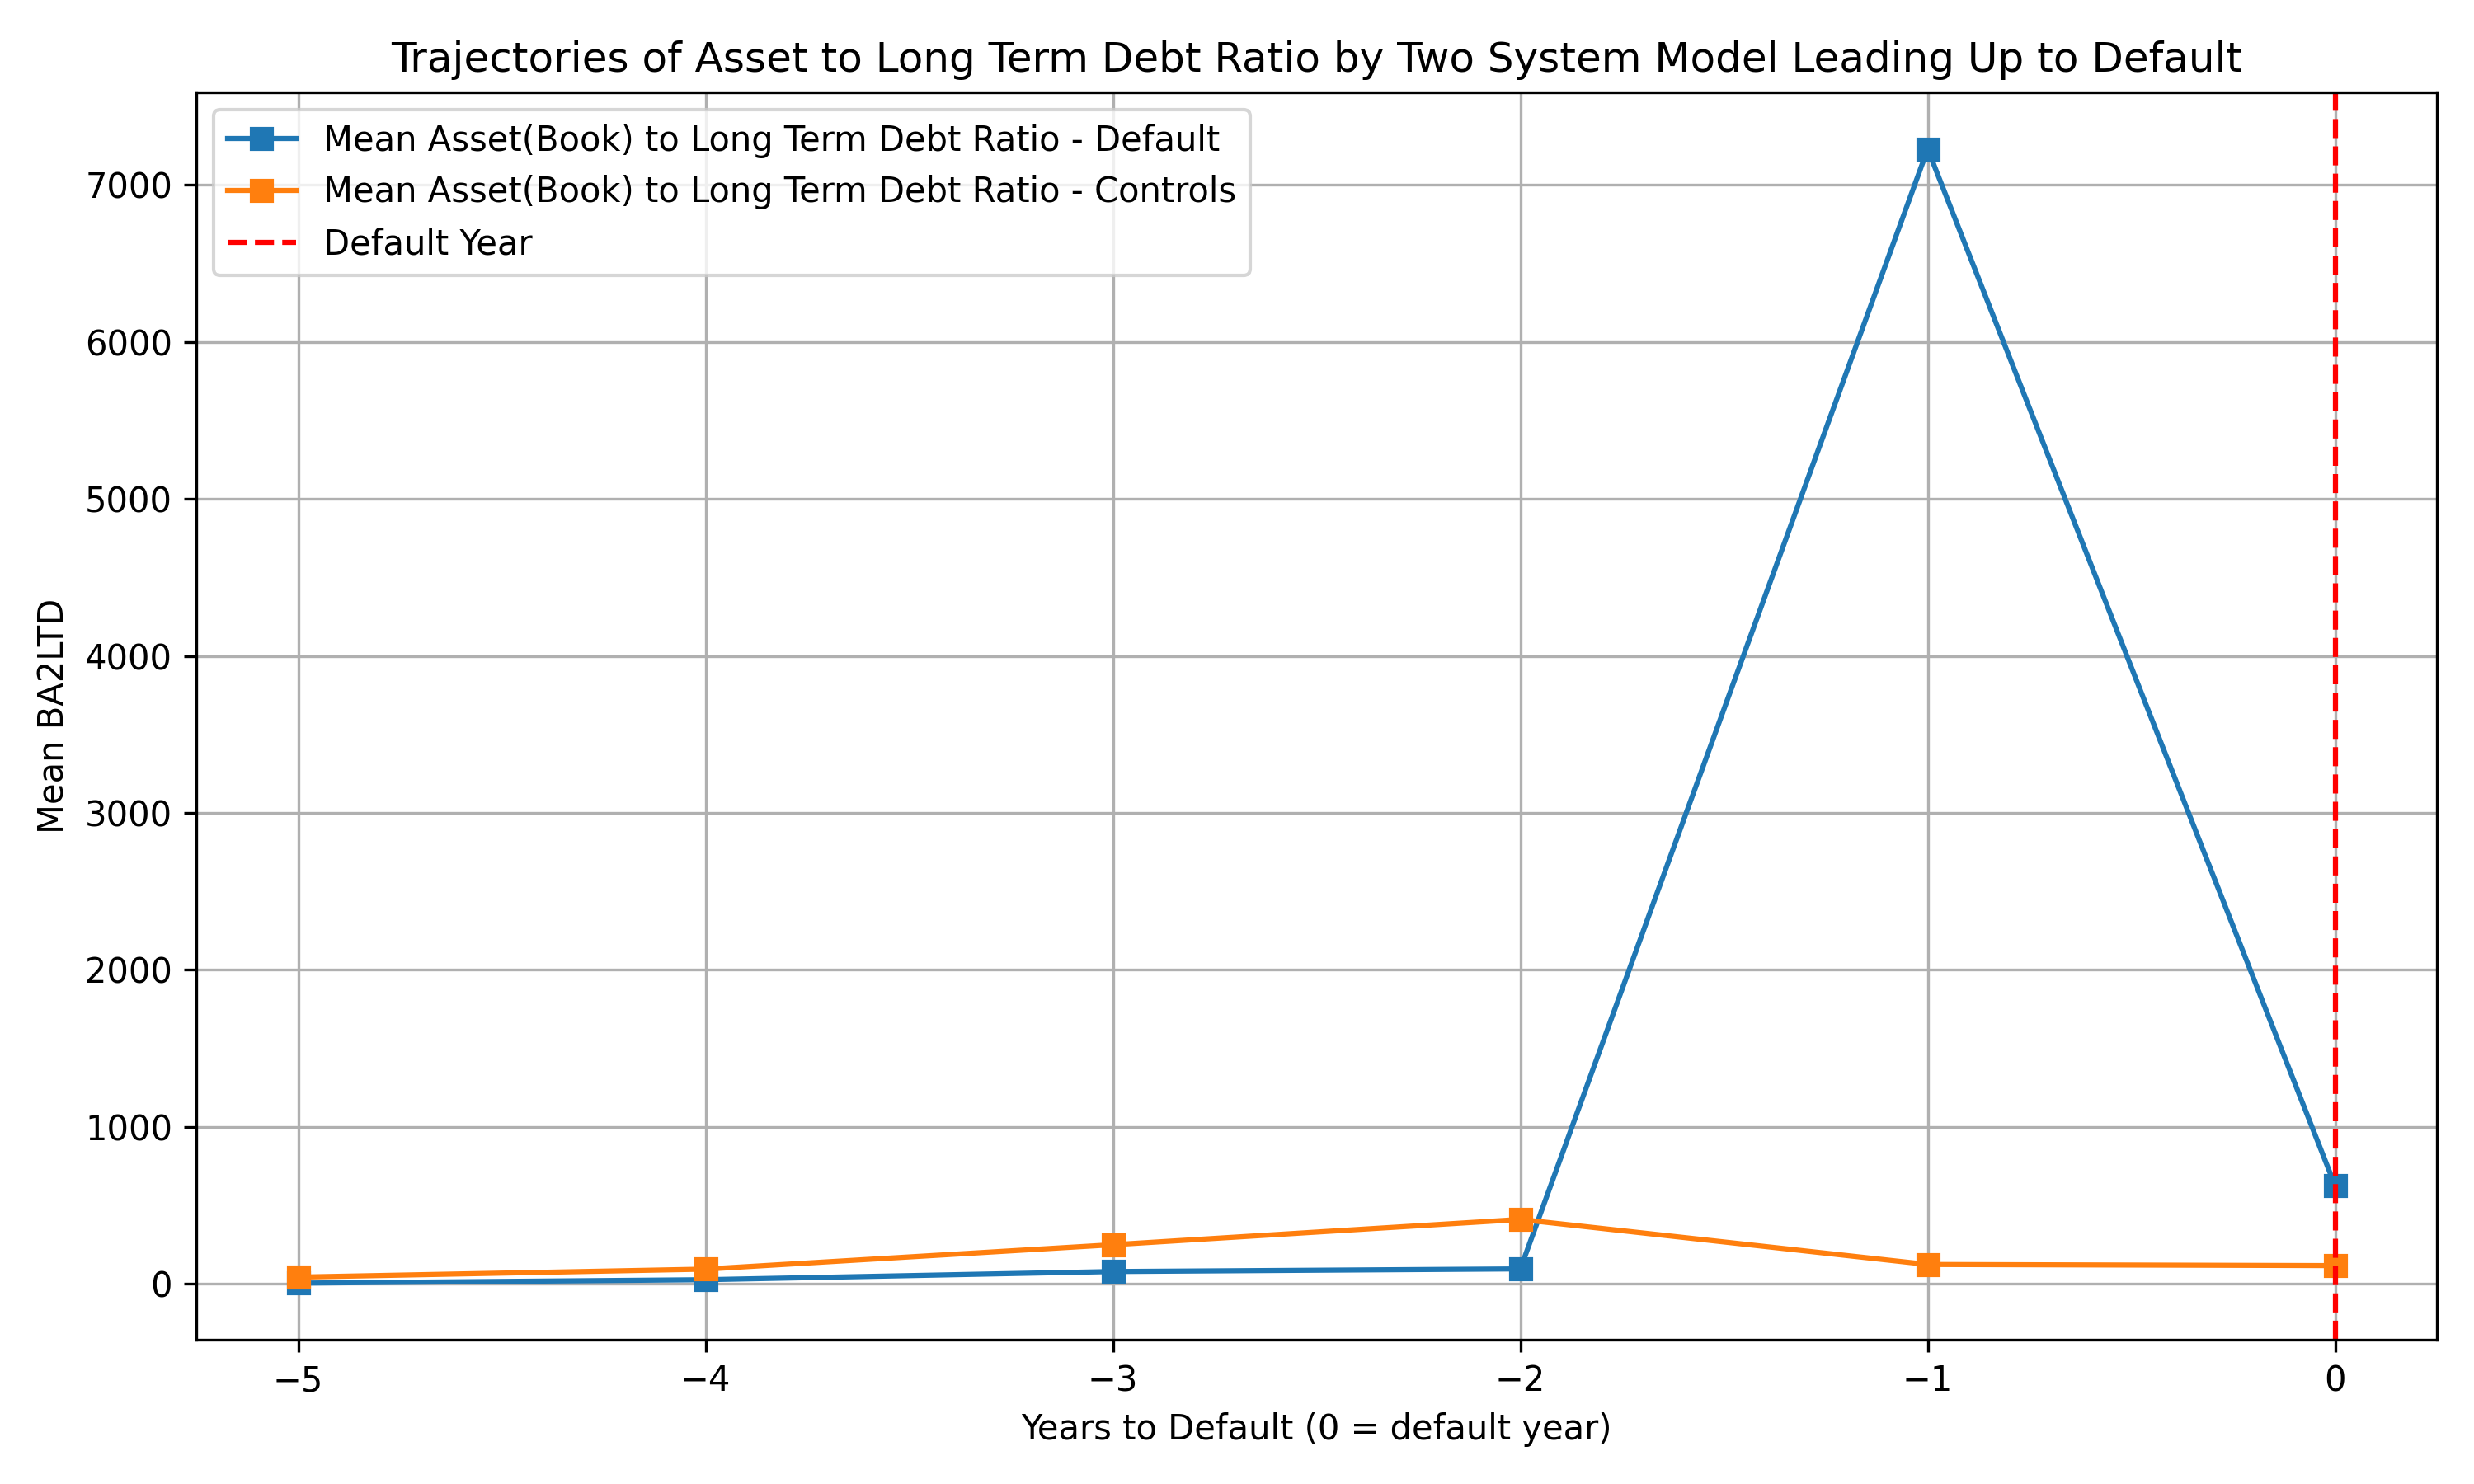 Trajectories of Asset to Long Term Debt Ratio by Two System Model Leading Up to Default
Mean Asset(Book) to Long Term Debt Ratio - Default
Mean Asset(Book) to Long Term Debt Ratio - Controls
Default Year
7000
6000
5000
4000
3000
2000
1000
0
Mean BA2LTD
−5 −4 −3 −2 −1 0
Years to Default (0 = default year)